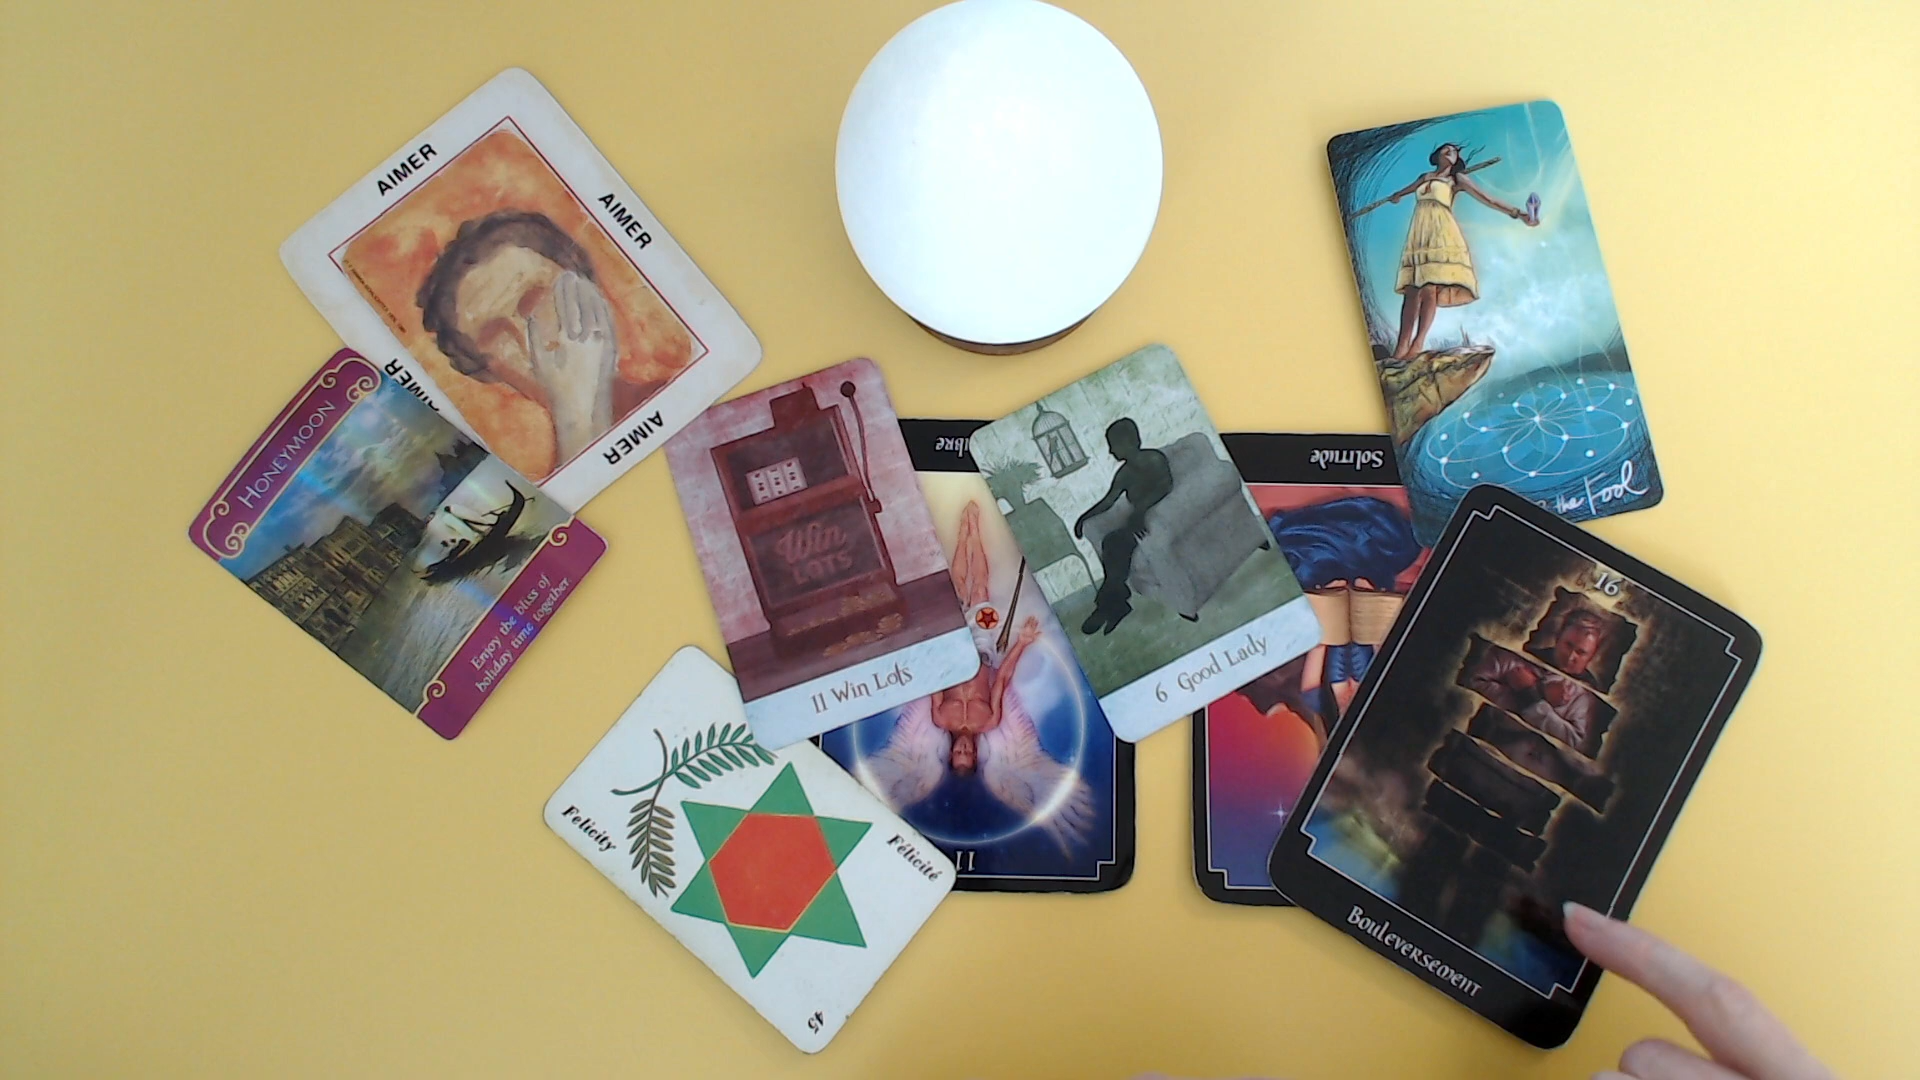 AIMER
AIMER
AIMER
AIMER
HONEYMOON
Enjoy the bliss of
holiday time together.
Win
LOTS
11 Win Lots
6 Good Lady
Solitude
the Fool
16
Bouleversement
11
Felicity
Félicité
45